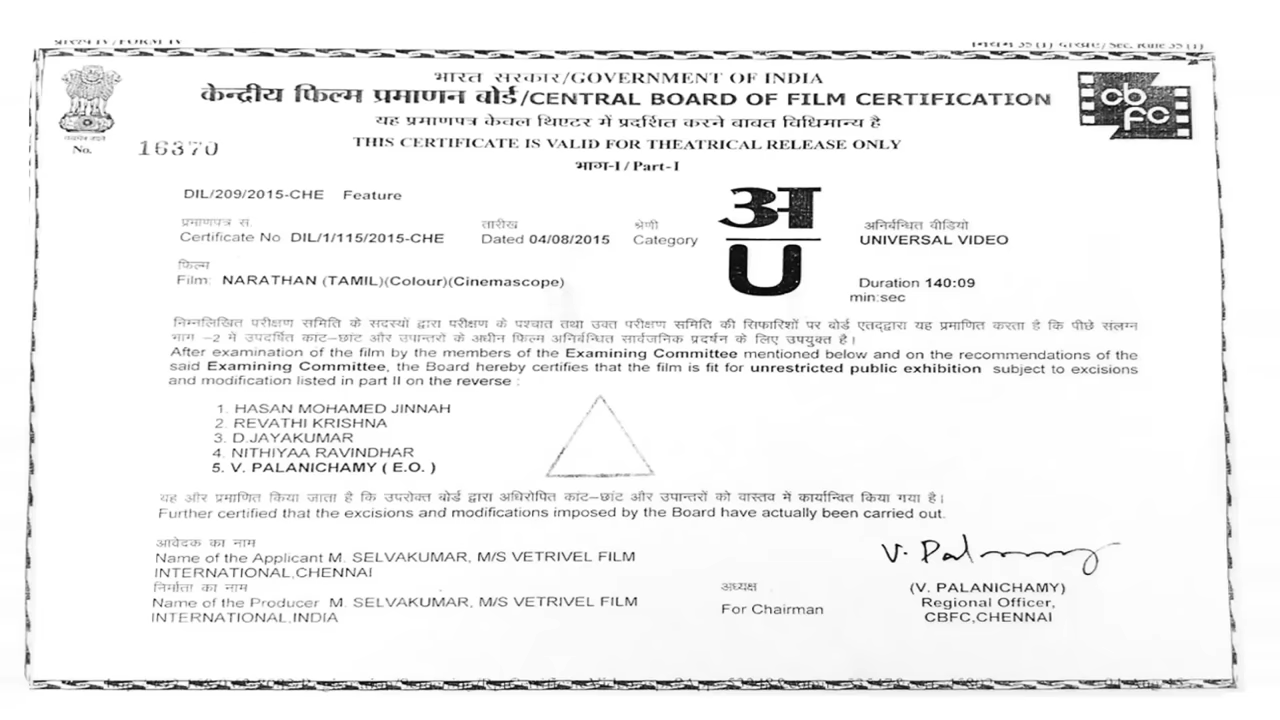 भारत सरकार/GOVERNMENT OF INDIA
केन्द्रीय फिल्म प्रमाणन बोर्ड/CENTRAL BOARD OF FILM CERTIFICATION
cbfc
यह प्रमाणपत्र केवल थिएटर में प्रदर्शित करने बाबत विधिमान्य है
No. 16370
THIS CERTIFICATE IS VALID FOR THEATRICAL RELEASE ONLY
भाग-I / Part-I
DIL/209/2015-CHE Feature
अ
U
प्रमाणपत्र स. तारीख श्रेणी अनिर्बन्धित वीडियो
Certificate No DIL/1/115/2015-CHE Dated 04/08/2015 Category UNIVERSAL VIDEO
फिल्म
Film: NARATHAN (TAMIL)(Colour)(Cinemascope)
Duration 140:09
min:sec
निम्नलिखित परीक्षण समिति के सदस्यों द्वारा परीक्षण के पश्चात तथा उक्त परीक्षण समिति की सिफारिशों पर बोर्ड एतद्द्वारा यह प्रमाणित करता है कि पीछे संलग्न
भाग -2 में उपदर्षित कांट-छांट और उपान्तरों के अधीन फिल्म अनिर्बन्धित सार्वजनिक प्रदर्षन के लिए उपयुक्त है।
After examination of the film by the members of the Examining Committee mentioned below and on the recommendations of the
said Examining Committee, the Board hereby certifies that the film is fit for unrestricted public exhibition subject to excisions
and modification listed in part II on the reverse :
1. HASAN MOHAMED JINNAH
2. REVATHI KRISHNA
3. D.JAYAKUMAR
4. NITHIYAA RAVINDHAR
5. V. PALANICHAMY ( E.O. )
यह और प्रमाणित किया जाता है कि उपरोक्त बोर्ड द्वारा अधिरोपित कांट-छांट और उपान्तरों को वास्तव में कार्यान्वित किया गया है।
Further certified that the excisions and modifications imposed by the Board have actually been carried out.
आवेदक का नाम
Name of the Applicant M. SELVAKUMAR, M/S VETRIVEL FILM
INTERNATIONAL,CHENNAI
निर्माता का नाम
Name of the Producer M. SELVAKUMAR, M/S VETRIVEL FILM
INTERNATIONAL,INDIA
अध्यक्ष
For Chairman
(V. PALANICHAMY)
Regional Officer,
CBFC,CHENNAI